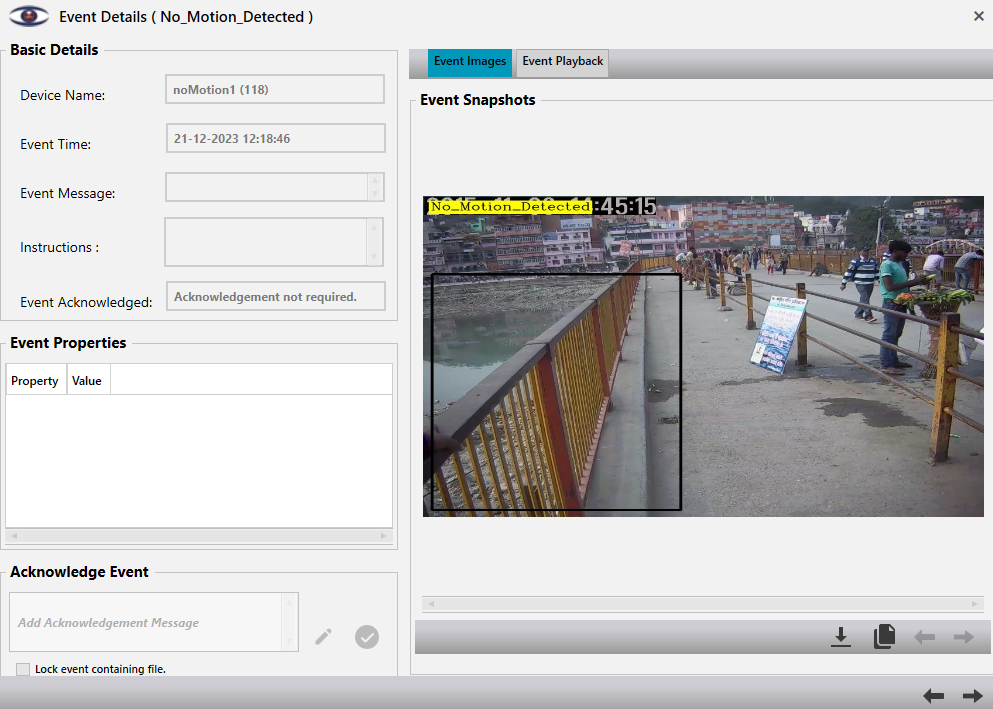 Event Details ( No_Motion_Detected )
Basic Details
Device Name:
noMotion1 (118)
Event Time:
21-12-2023 12:18:46
Event Message:
Instructions :
Event Acknowledged:
Acknowledgement not required.
Event Properties
Property
Value
Acknowledge Event
Add Acknowledgement Message
Lock event containing file.
Event Images
Event Playback
Event Snapshots
No_Motion_Detected
:45:15